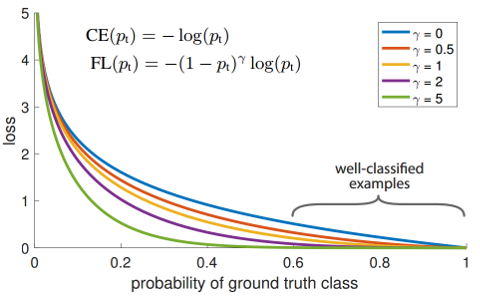 CE(pₜ) = − log(pₜ)
FL(pₜ) = −(1 − pₜ)^γ log(pₜ)
γ = 0
γ = 0.5
γ = 1
γ = 2
γ = 5
well-classified
examples
loss
5
4
3
2
1
0
0 0.2 0.4 0.6 0.8 1
probability of ground truth class